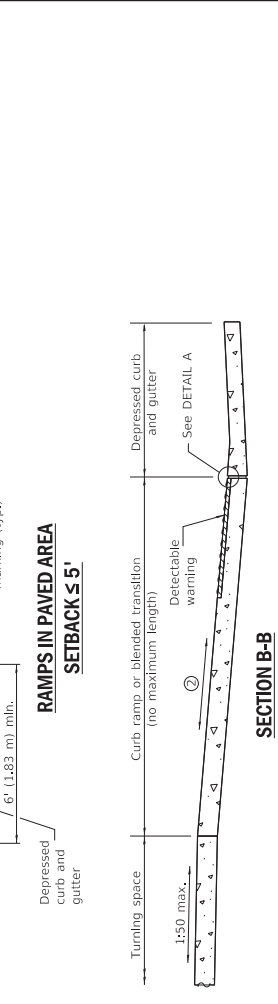 6' (1.83 m) min.
Depressed
curb and
gutter
RAMPS IN PAVED AREA
SETBACK ≤ 5'
Turning space
Curb ramp or blended transition
(no maximum length)
Depressed curb
and gutter
1:50 max.
2
Detectable
warning
See DETAIL A
SECTION B-B